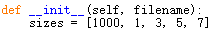 def __init__(self, filename):
    sizes = [1000, 1, 3, 5, 7]